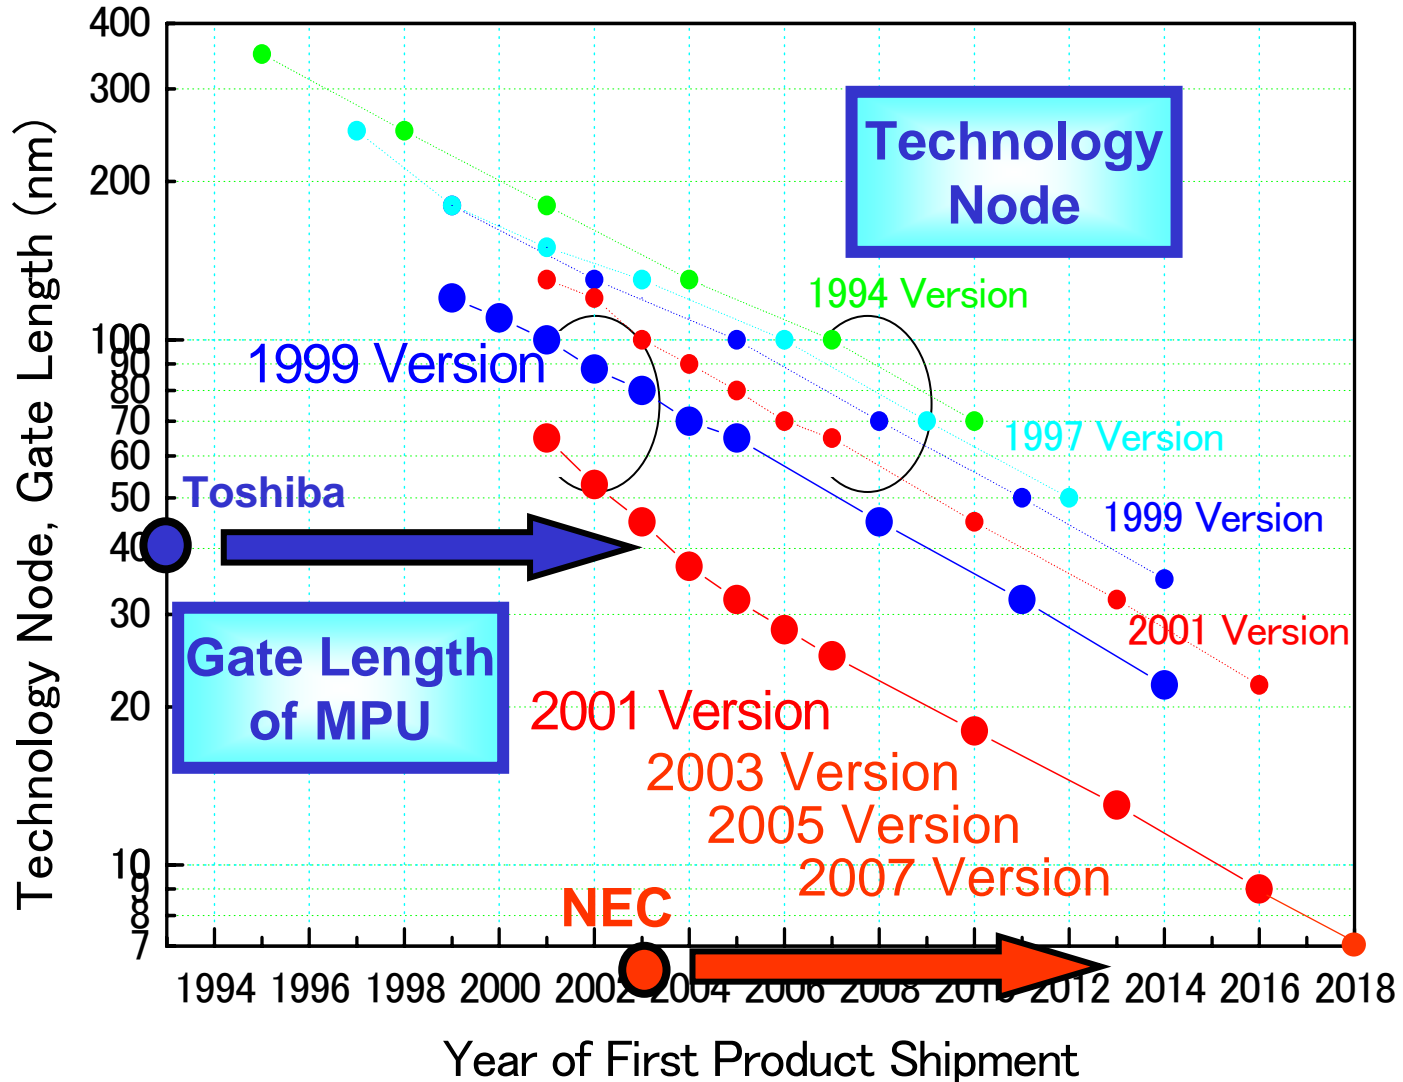 400
300
200
100
90
80
70
60
50
40
30
20
10
9
8
7
Technology Node, Gate Length (nm)
Technology
Node
1994 Version
1999 Version
1997 Version
Toshiba
1999 Version
Gate Length
of MPU
2001 Version
2001 Version
2003 Version
2005 Version
2007 Version
NEC
1994 1996 1998 2000 2002 2004 2006 2008 2010 2012 2014 2016 2018
Year of First Product Shipment